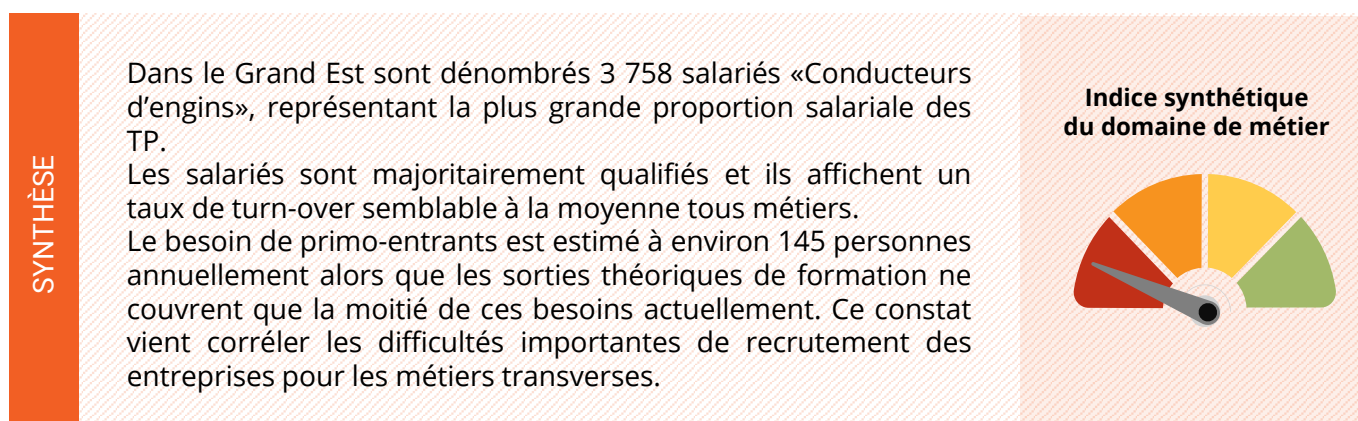 SYNTHÈSE
Dans le Grand Est sont dénombrés 3 758 salariés «Conducteurs
d’engins», représentant la plus grande proportion salariale des
TP.
Les salariés sont majoritairement qualifiés et ils affichent un
taux de turn-over semblable à la moyenne tous métiers.
Le besoin de primo-entrants est estimé à environ 145 personnes
annuellement alors que les sorties théoriques de formation ne
couvrent que la moitié de ces besoins actuellement. Ce constat
vient corréler les difficultés importantes de recrutement des
entreprises pour les métiers transverses.
Indice synthétique
du domaine de métier